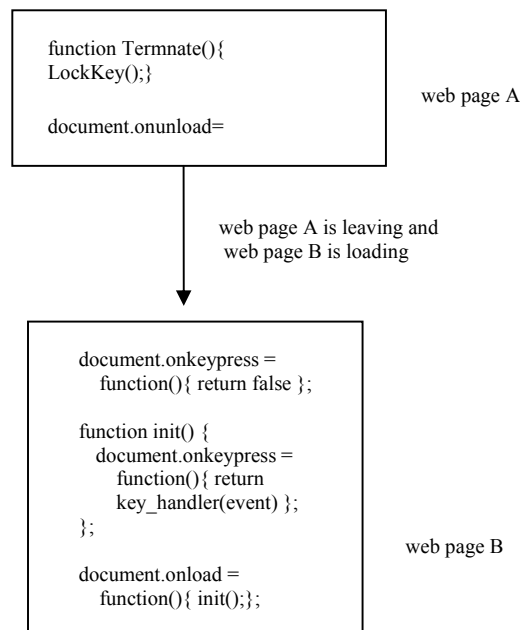 function Termnate(){
LockKey();}
document.onunload=
web page A
web page A is leaving and
web page B is loading
document.onkeypress =
function(){ return false };
function init() {
document.onkeypress =
function(){ return
key_handler(event) };
};
document.onload =
function(){ init();};
web page B